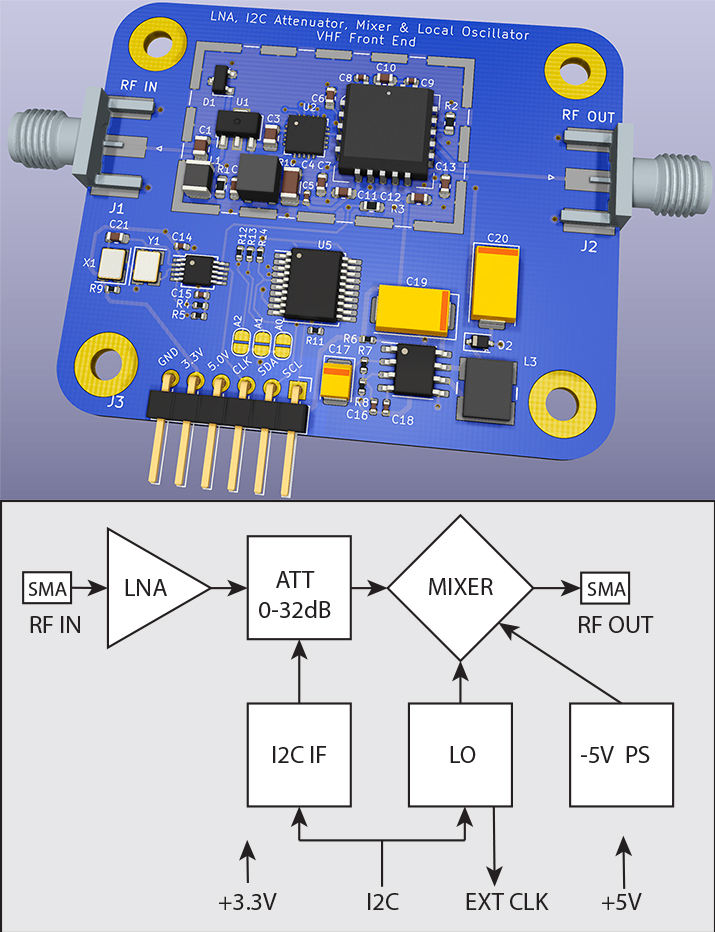 LNA, I2C Attenuator, Mixer & Local Oscillator
VHF Front End
RF IN
C10
C8
C9
C6
D1
U1
U2
R2
RF OUT
C1
C3
R10
C4
C7
C5
C13
C11
C12
R3
J1
J2
C21
Y1
C14
X1
R12
R13
R14
U5
C20
C15
R9
R4
R5
C19
A2
A1
A0
R11
R6
C17
R7
L3
GND
3.3V
5.0V
CLK
SDA
SCL
J3
R8
C16
C18
SMA
LNA
ATT
0-32dB
MIXER
SMA
RF IN
RF OUT
I2C IF
LO
-5V PS
+3.3V
I2C
EXT CLK
+5V